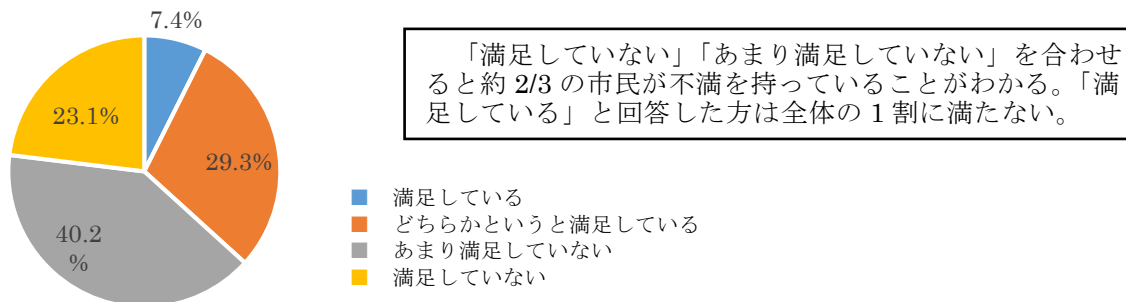 7.4%
「満足していない」「あまり満足していない」を合わせ
ると約 2/3 の市民が不満を持っていることがわかる。「満
足している」と回答した方は全体の 1 割に満たない。
23.1%
29.3%
40.2
%
満足している
どちらかというと満足している
あまり満足していない
満足していない